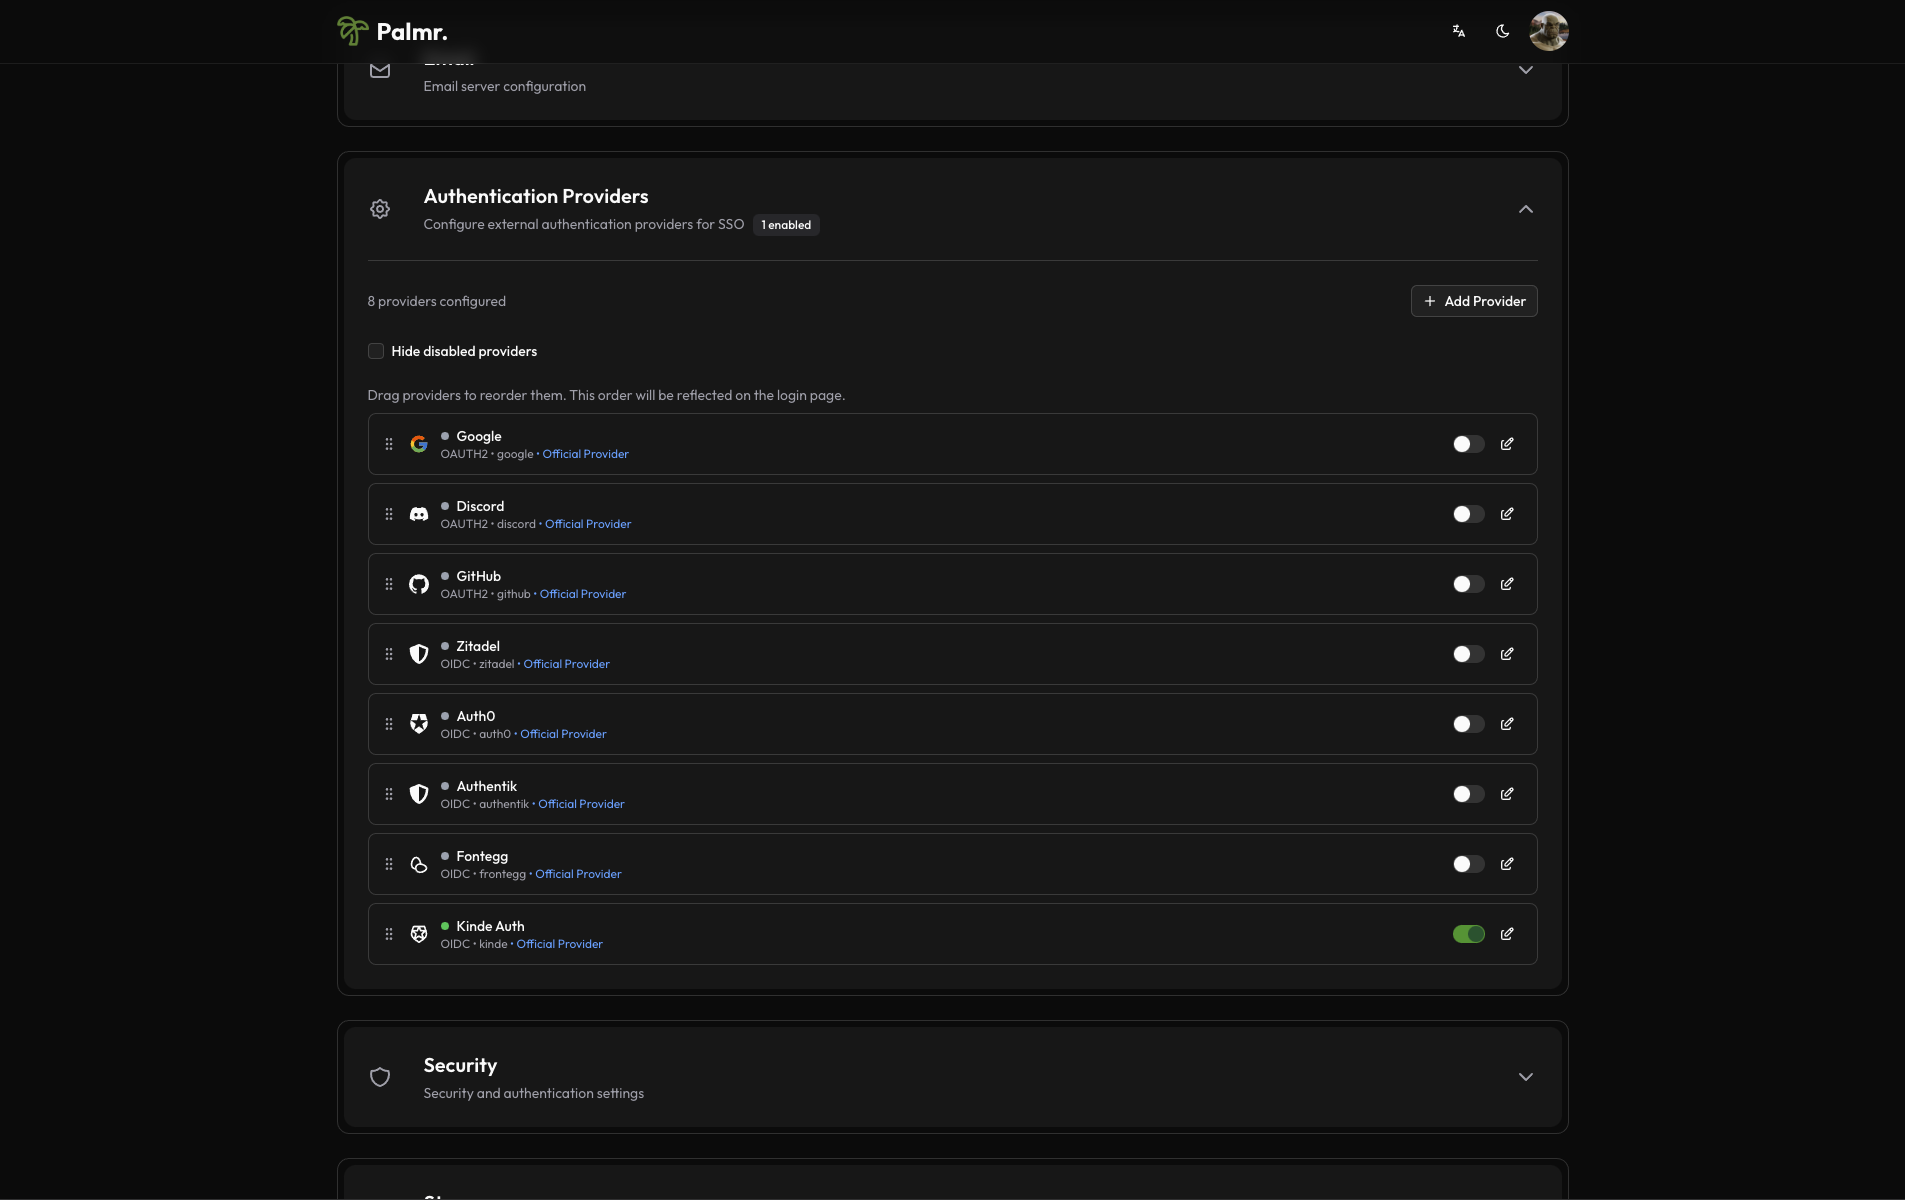 Palmr.
Email server configuration
Authentication Providers
Configure external authentication providers for SSO 1 enabled
8 providers configured
+ Add Provider
Hide disabled providers
Drag providers to reorder them. This order will be reflected on the login page.
Google
OAUTH2 • google • Official Provider
Discord
OAUTH2 • discord • Official Provider
GitHub
OAUTH2 • github • Official Provider
Zitadel
OIDC • zitadel • Official Provider
Auth0
OIDC • auth0 • Official Provider
Authentik
OIDC • authentik • Official Provider
Fontegg
OIDC • frontegg • Official Provider
Kinde Auth
OIDC • kinde • Official Provider
Security
Security and authentication settings